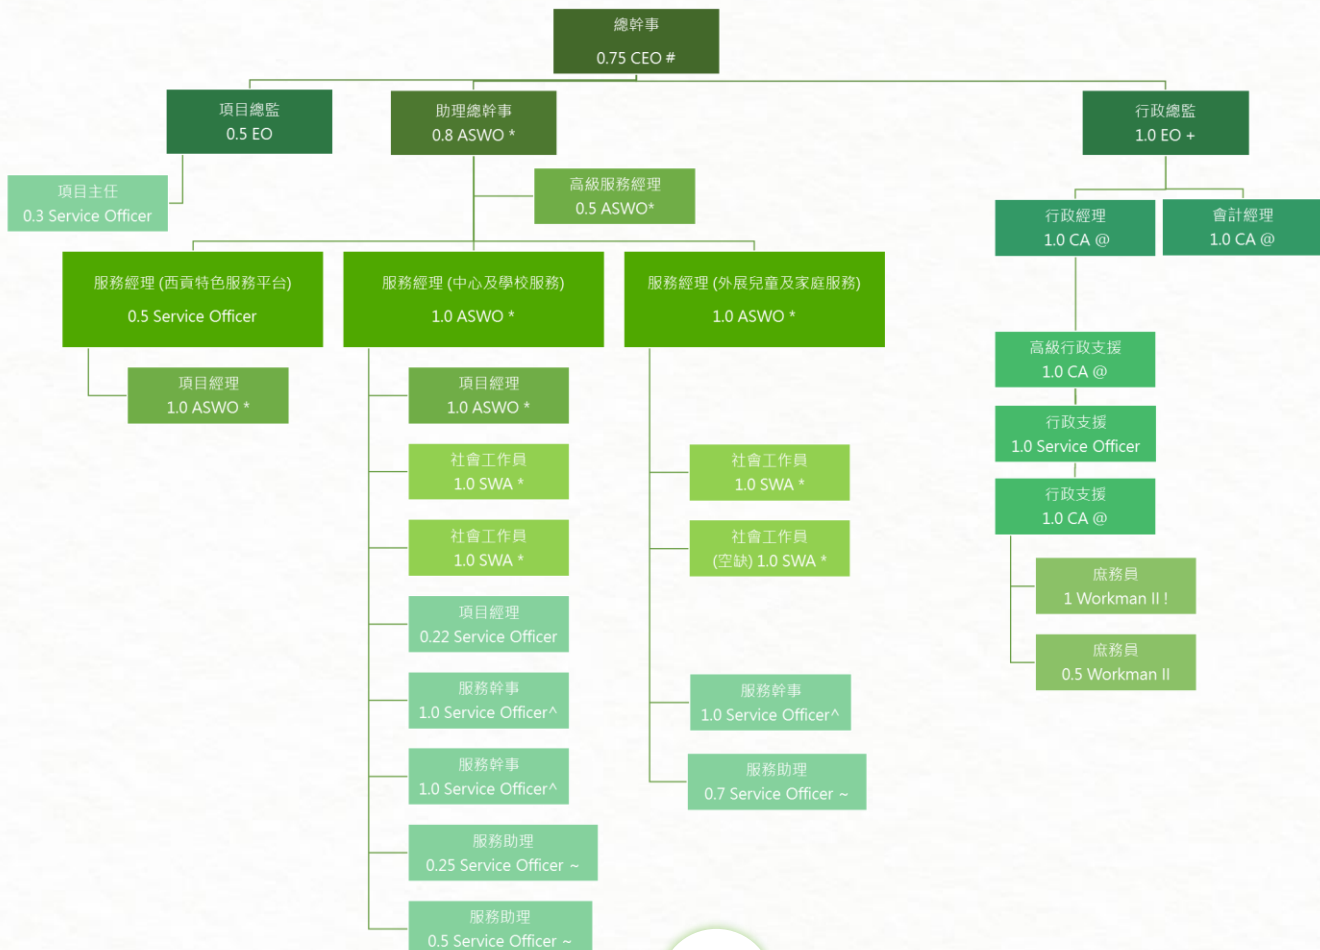 總幹事
0.75 CEO #
項目總監
0.5 EO
助理總幹事
0.8 ASWO *
行政總監
1.0 EO +
項目主任
0.3 Service Officer
高級服務經理
0.5 ASWO*
行政經理
1.0 CA @
會計經理
1.0 CA @
服務經理 (西貢特色服務平台)
0.5 Service Officer
服務經理 (中心及學校服務)
1.0 ASWO *
服務經理 (外展兒童及家庭服務)
1.0 ASWO *
項目經理
1.0 ASWO *
項目經理
1.0 ASWO *
社會工作員
1.0 SWA *
社會工作員
1.0 SWA *
項目經理
0.22 Service Officer
服務幹事
1.0 Service Officer^
服務幹事
1.0 Service Officer^
服務助理
0.25 Service Officer ~
服務助理
0.5 Service Officer ~
社會工作員
1.0 SWA *
社會工作員
(空缺) 1.0 SWA *
服務幹事
1.0 Service Officer^
服務助理
0.7 Service Officer ~
高級行政支援
1.0 CA @
行政支援
1.0 Service Officer
行政支援
1.0 CA @
庶務員
1 Workman II !
庶務員
0.5 Workman II